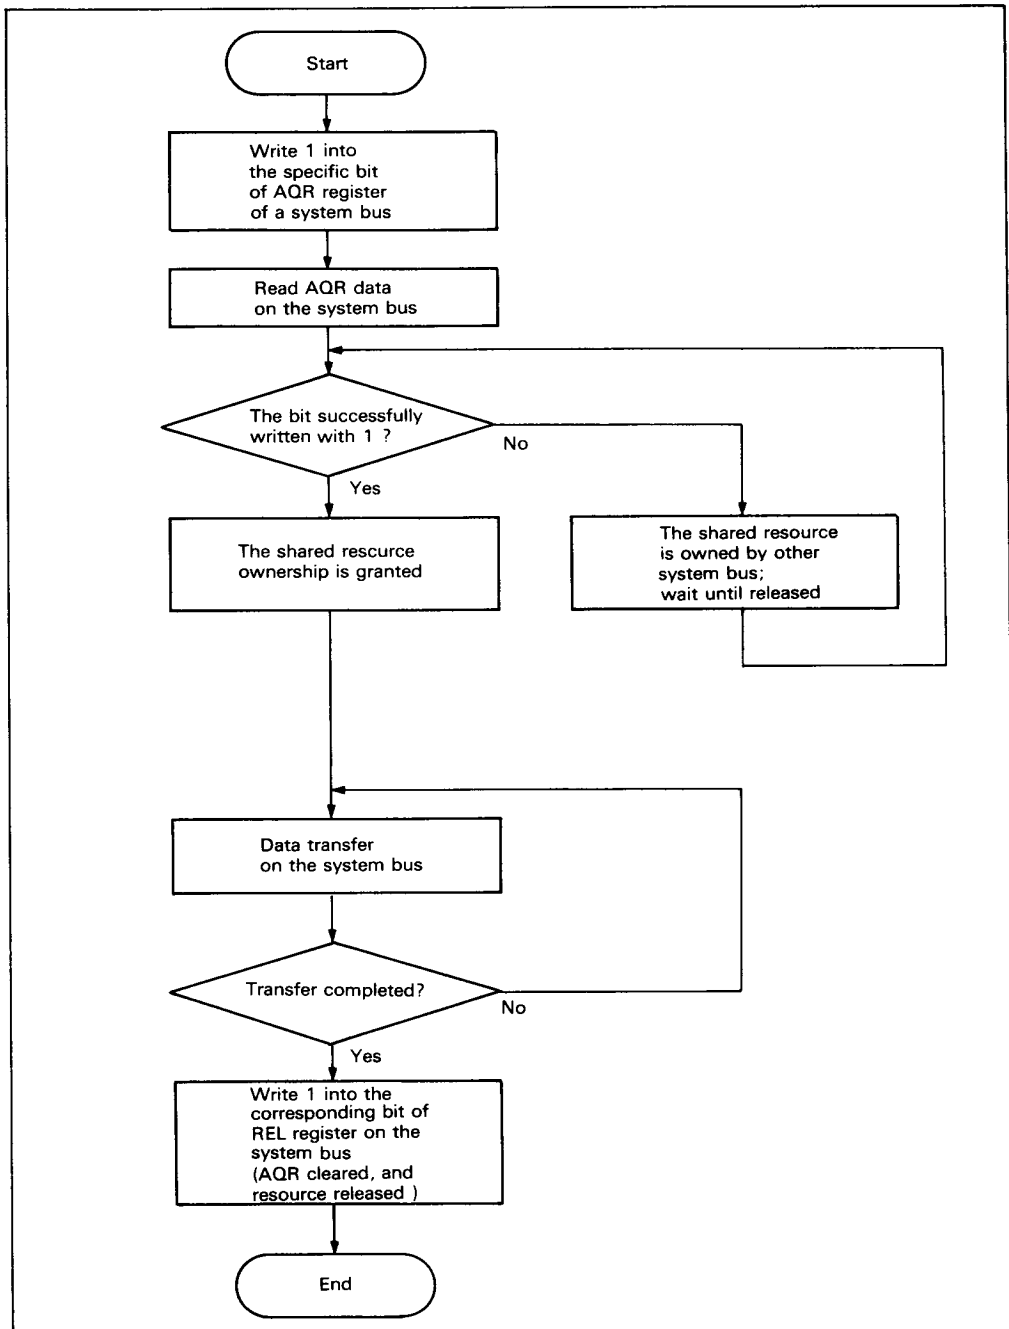 Start
Write 1 into
the specific bit
of AQR register
of a system bus
Read AQR data
on the system bus
The bit successfully
written with 1 ?
No
Yes
The shared rescurce
ownership is granted
The shared resource
is owned by other
system bus;
wait until released
Data transfer
on the system bus
Transfer completed?
No
Yes
Write 1 into the
corresponding bit of
REL register on the
system bus
(AQR cleared, and
resource released )
End